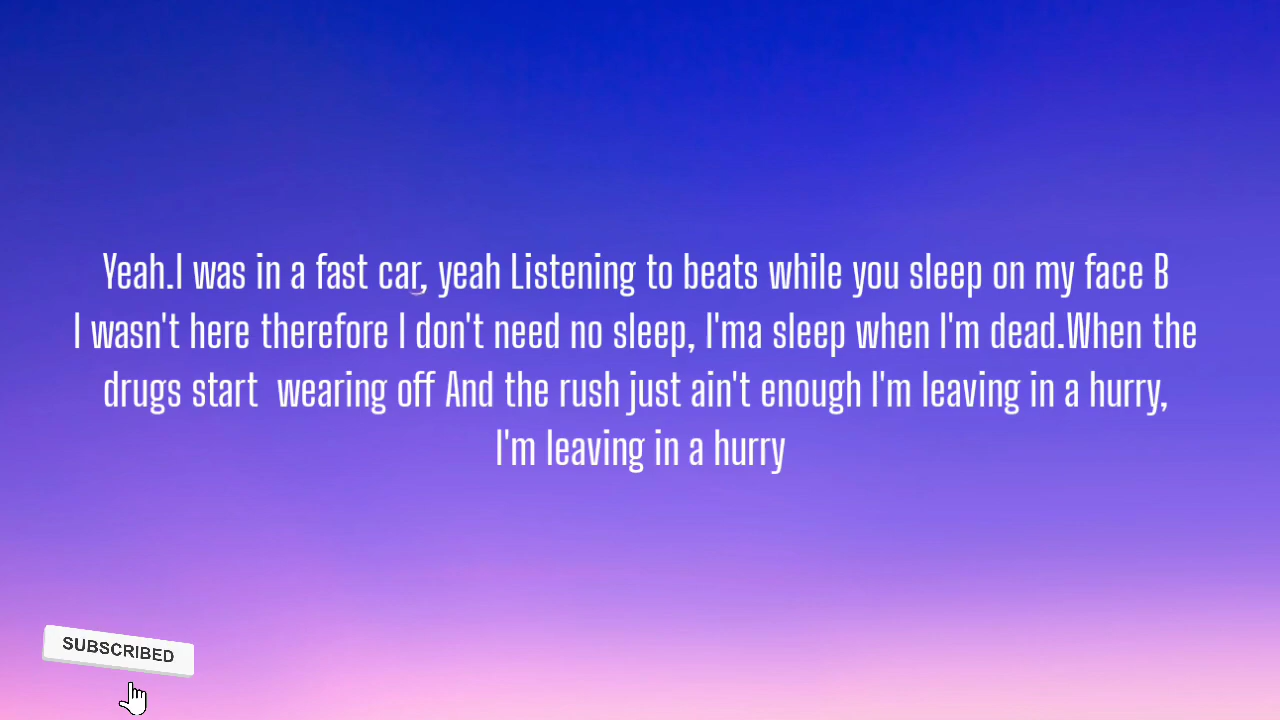 Yeah.I was in a fast car, yeah Listening to beats while you sleep on my face B
I wasn't here therefore I don't need no sleep, I'ma sleep when I'm dead.When the
drugs start  wearing off And the rush just ain't enough I'm leaving in a hurry,
I'm leaving in a hurry
SUBSCRIBED